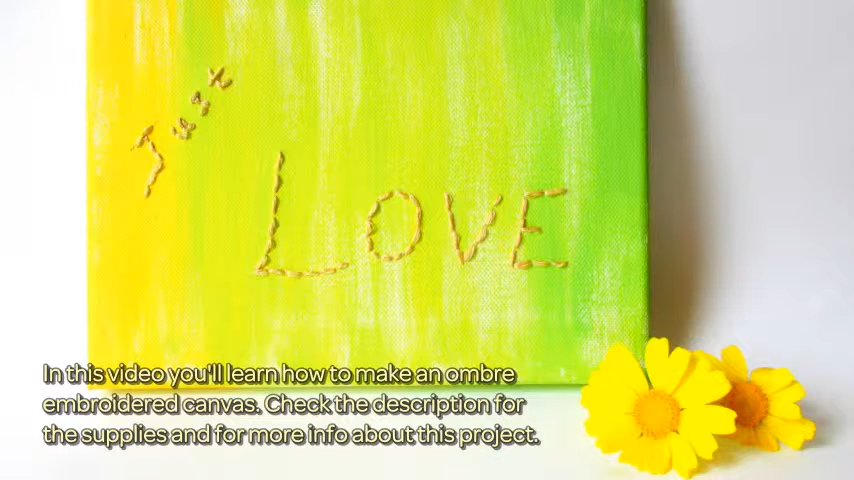 Just
LOVE
In this video you'll learn how to make an ombre
embroidered canvas. Check the description for
the supplies and for more info about this project.